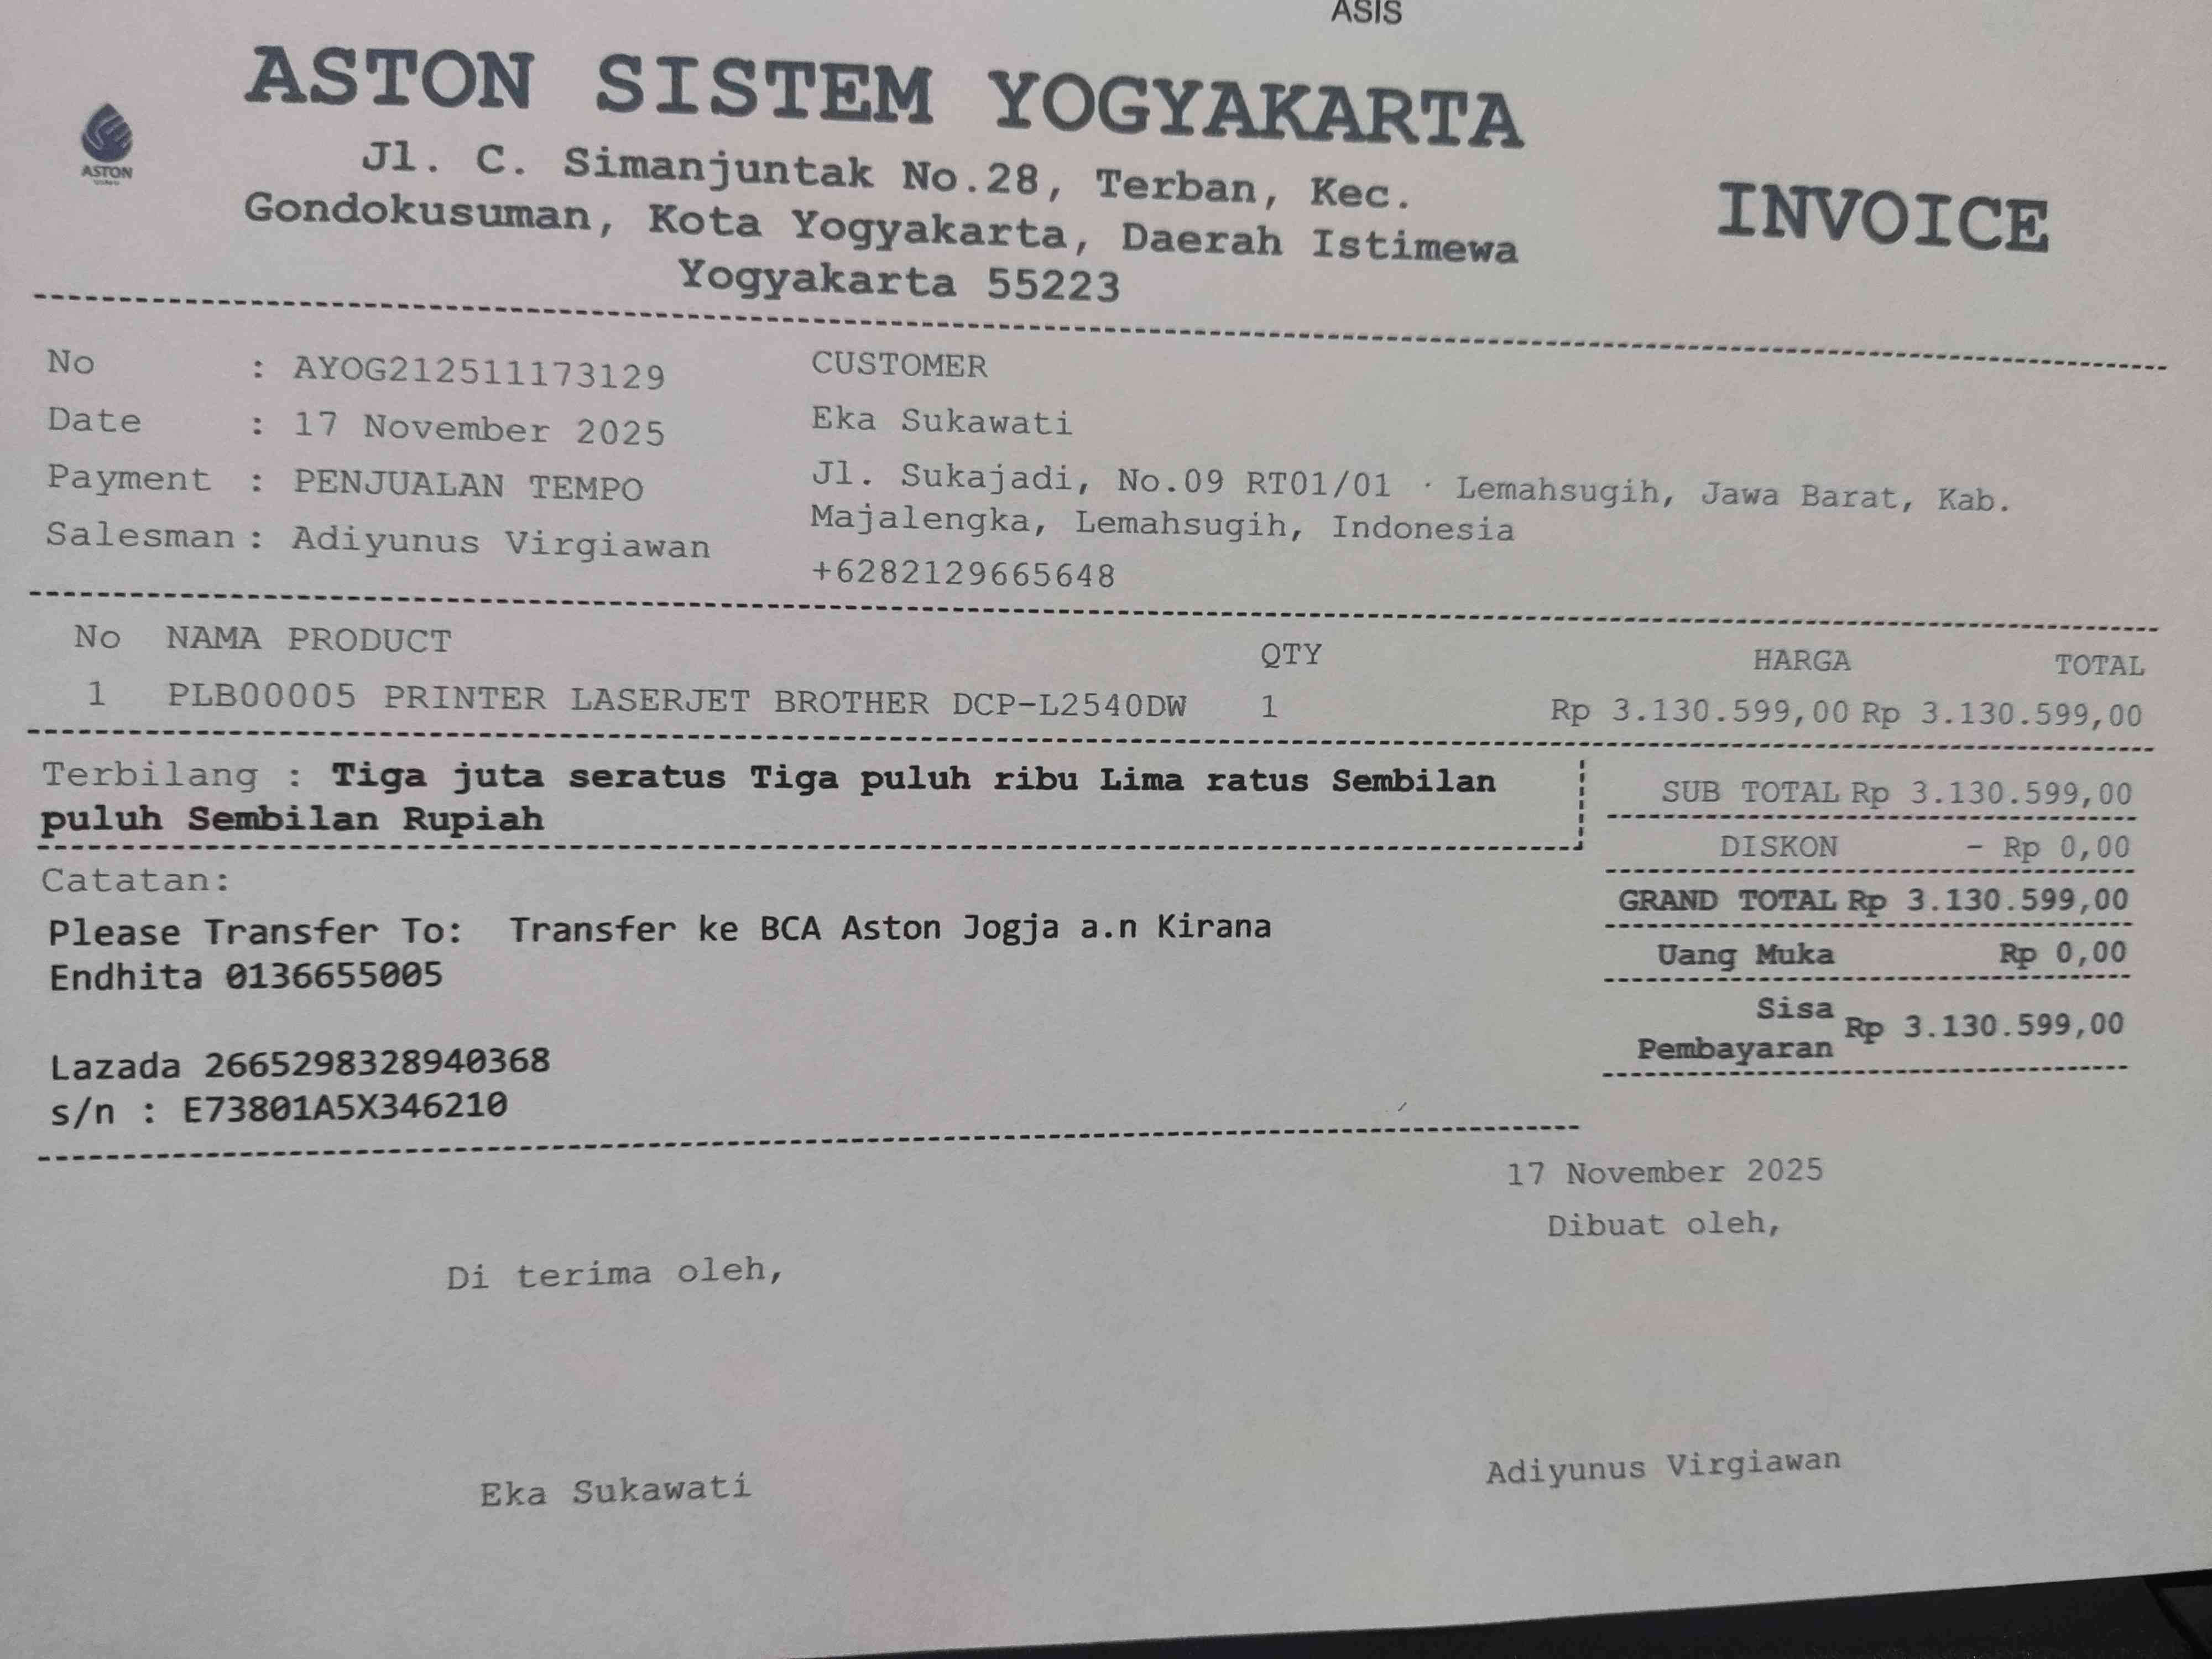 ASIS
ASTON SISTEM YOGYAKARTA
ASTON
Jl. C. Simanjuntak No.28, Terban, Kec.
Gondokusuman, Kota Yogyakarta, Daerah Istimewa
Yogyakarta 55223
INVOICE
No : AYOG212511173129
Date : 17 November 2025
Payment : PENJUALAN TEMPO
Salesman : Adiyunus Virgiawan
CUSTOMER
Eka Sukawati
Jl. Sukajadi, No.09 RT01/01 · Lemahsugih, Jawa Barat, Kab.
Majalengka, Lemahsugih, Indonesia
+6282129665648
No NAMA PRODUCT QTY HARGA TOTAL
1 PLB00005 PRINTER LASERJET BROTHER DCP-L2540DW 1 Rp 3.130.599,00 Rp 3.130.599,00
Terbilang : Tiga juta seratus Tiga puluh ribu Lima ratus Sembilan
puluh Sembilan Rupiah
Catatan:
Please Transfer To: Transfer ke BCA Aston Jogja a.n Kirana
Endhita 0136655005
Lazada 2665298328940368
s/n : E73801A5X346210
SUB TOTAL Rp 3.130.599,00
DISKON - Rp 0,00
GRAND TOTAL Rp 3.130.599,00
Uang Muka Rp 0,00
Sisa
Pembayaran Rp 3.130.599,00
17 November 2025
Dibuat oleh,
Di terima oleh,
Eka Sukawati
Adiyunus Virgiawan